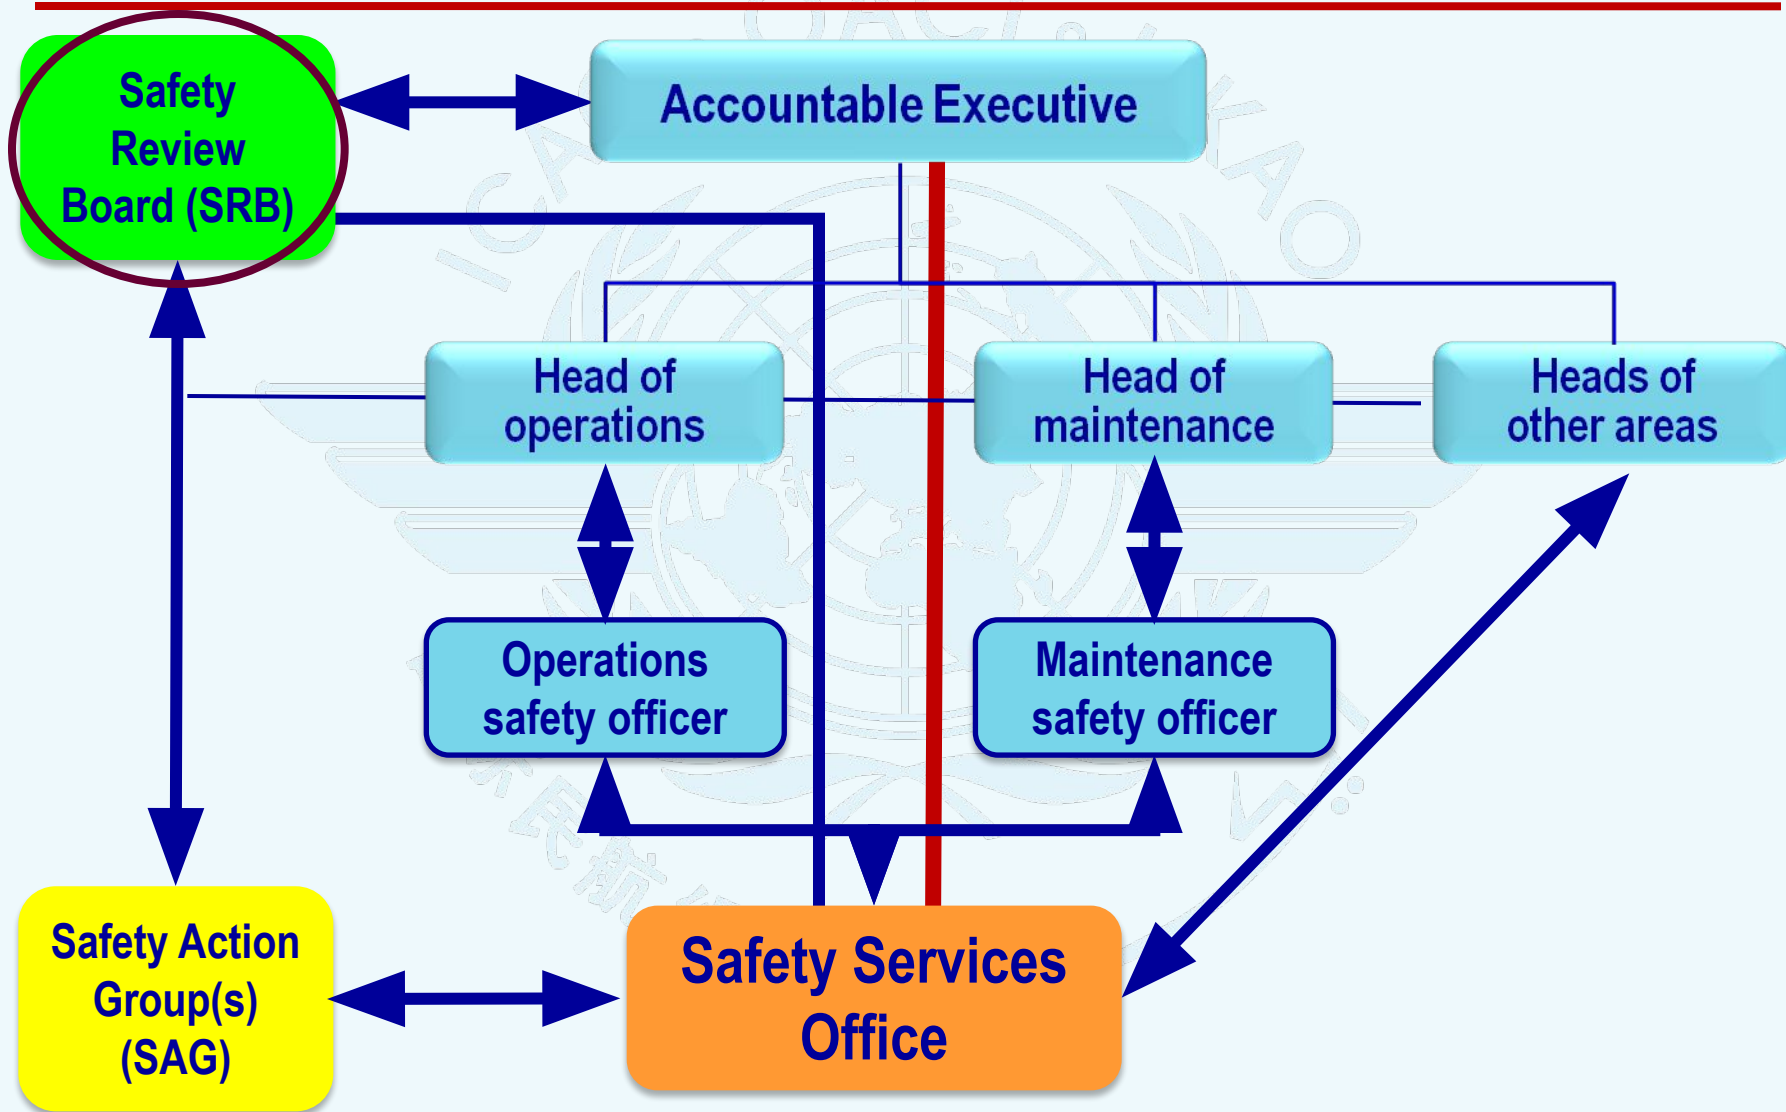 Safety
Review
Board (SRB)
Accountable Executive
Head of
operations
Head of
maintenance
Heads of
other areas
Operations
safety officer
Maintenance
safety officer
Safety Action
Group(s)
(SAG)
Safety Services
Office